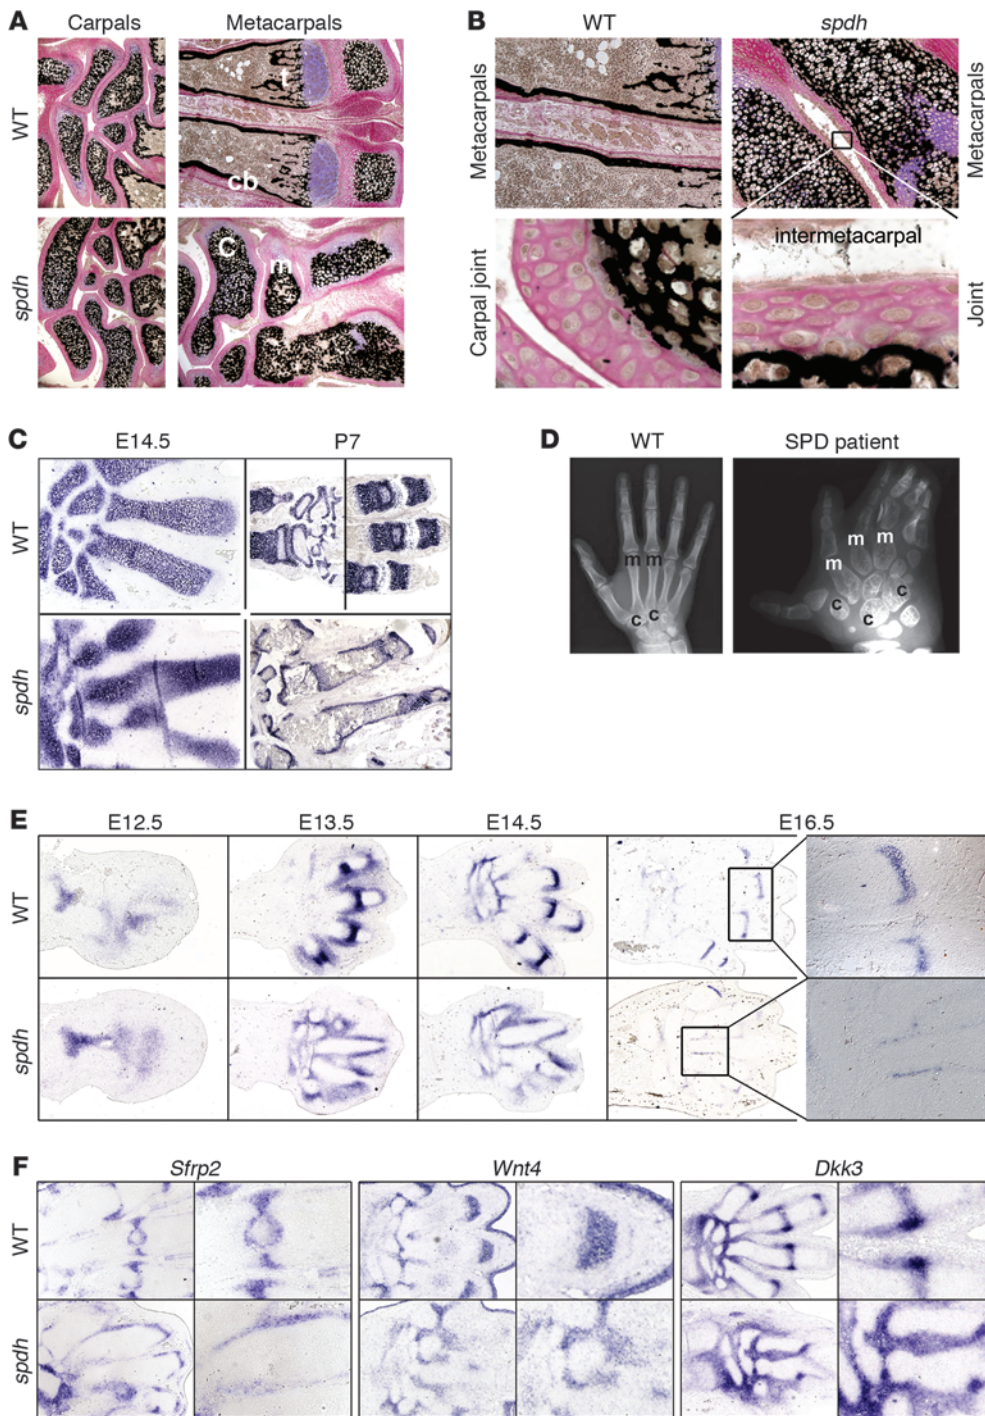 A
Carpals
Metacarpals
WT
t
cb
spdh
c
m
B
WT
spdh
Metacarpals
Metacarpals
Carpal joint
intermetacarpal
Joint
C
E14.5
P7
WT
spdh
D
WT
SPD patient
m
m
c
c
m
m
m
c
c
c
E
E12.5
E13.5
E14.5
E16.5
WT
spdh
F
Sfrp2
Wnt4
Dkk3
WT
spdh